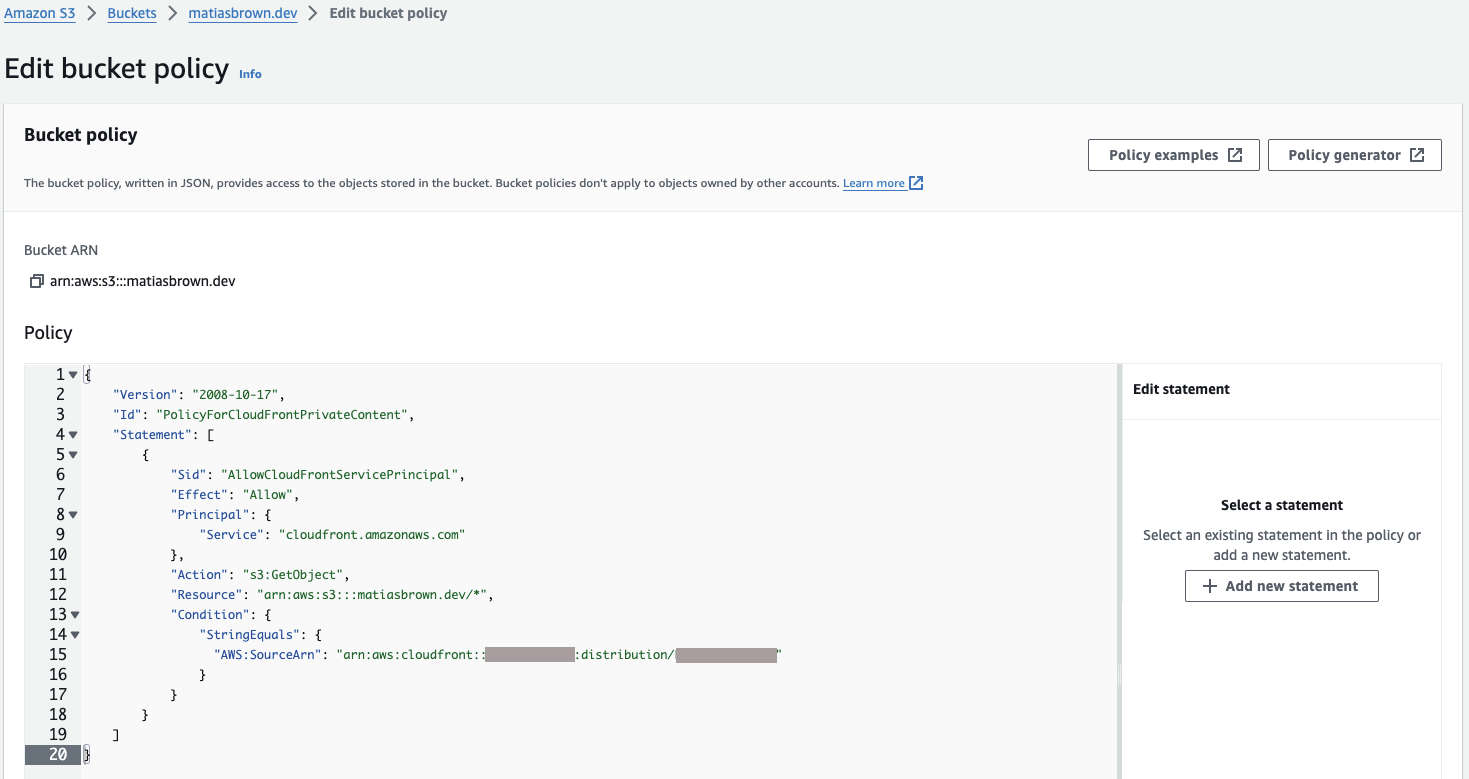 Amazon S3 > Buckets > matiasbrown.dev > Edit bucket policy
Edit bucket policy Info
Bucket policy
Policy examples
Policy generator
The bucket policy, written in JSON, provides access to the objects stored in the bucket. Bucket policies don't apply to objects owned by other accounts. Learn more
Bucket ARN
arn:aws:s3:::matiasbrown.dev
Policy
1 {
2 "Version": "2008-10-17",
3 "Id": "PolicyForCloudFrontPrivateContent",
4 "Statement": [
5 {
6 "Sid": "AllowCloudFrontServicePrincipal",
7 "Effect": "Allow",
8 "Principal": {
9 "Service": "cloudfront.amazonaws.com"
10 },
11 "Action": "s3:GetObject",
12 "Resource": "arn:aws:s3:::matiasbrown.dev/*",
13 "Condition": {
14 "StringEquals": {
15 "AWS:SourceArn": "arn:aws:cloudfront:: :distribution/ "
16 }
17 }
18 }
19 ]
20 }
Edit statement
Select a statement
Select an existing statement in the policy or
add a new statement.
+ Add new statement